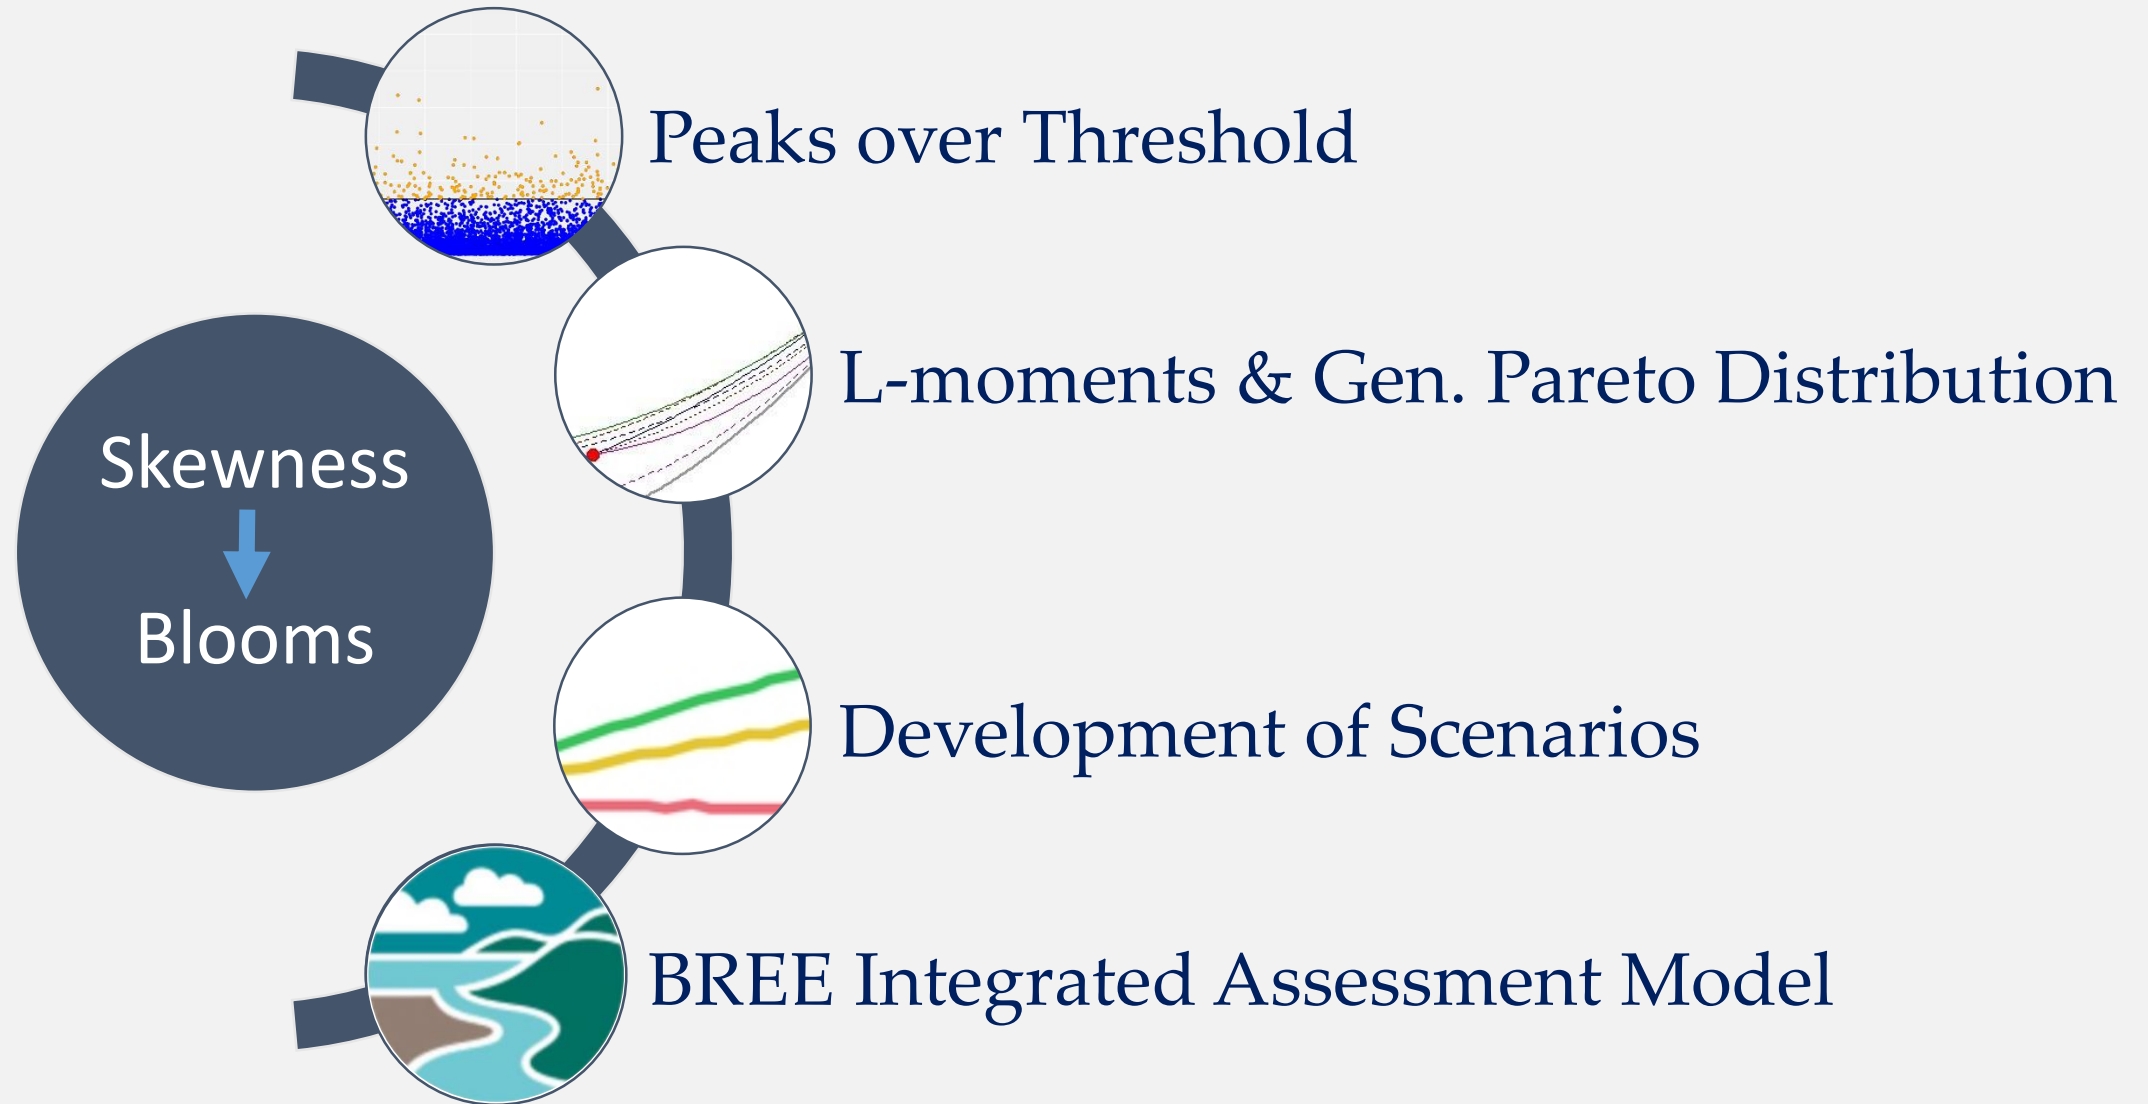 Skewness
Blooms
Peaks over Threshold
L-moments & Gen. Pareto Distribution
Development of Scenarios
BREE Integrated Assessment Model